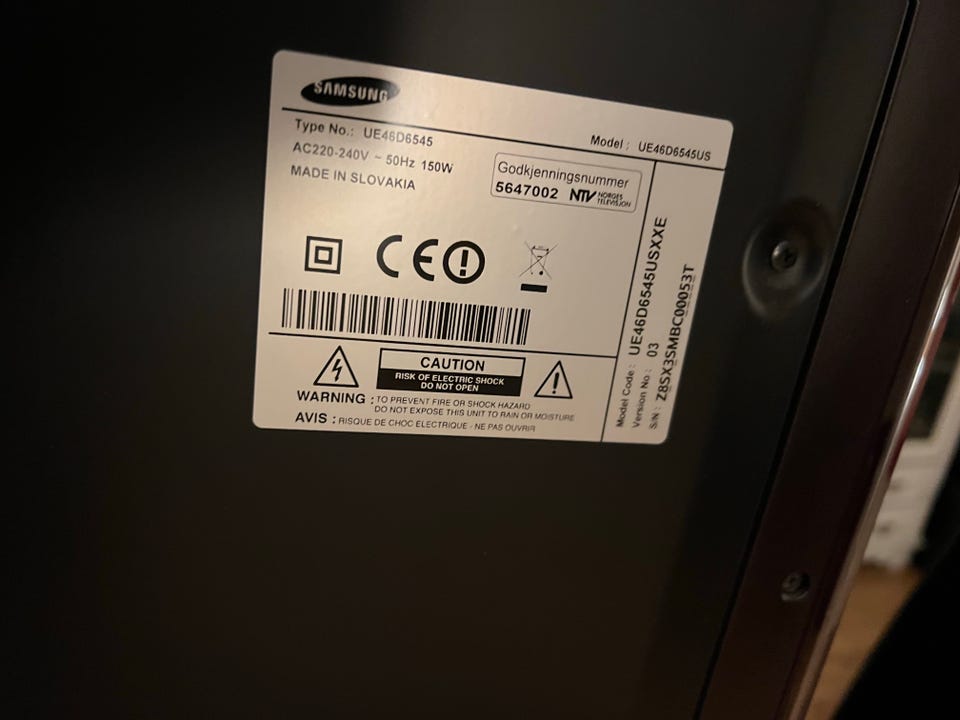 SAMSUNG
Type No.: UE46D6545
Model : UE46D6545US
AC220-240V ~ 50Hz 150W
MADE IN SLOVAKIA
Godkjenningsnummer
5647002 NTV NORGES TELEVISJON
CE
CAUTION
RISK OF ELECTRIC SHOCK
DO NOT OPEN
WARNING : TO PREVENT FIRE OR SHOCK HAZARD
DO NOT EXPOSE THIS UNIT TO RAIN OR MOISTURE
AVIS : RISQUE DE CHOC ELECTRIQUE - NE PAS OUVRIR
Model Code : UE46D6545USXXE
Version No : 03
S/N : Z8SX3SMBC00053T